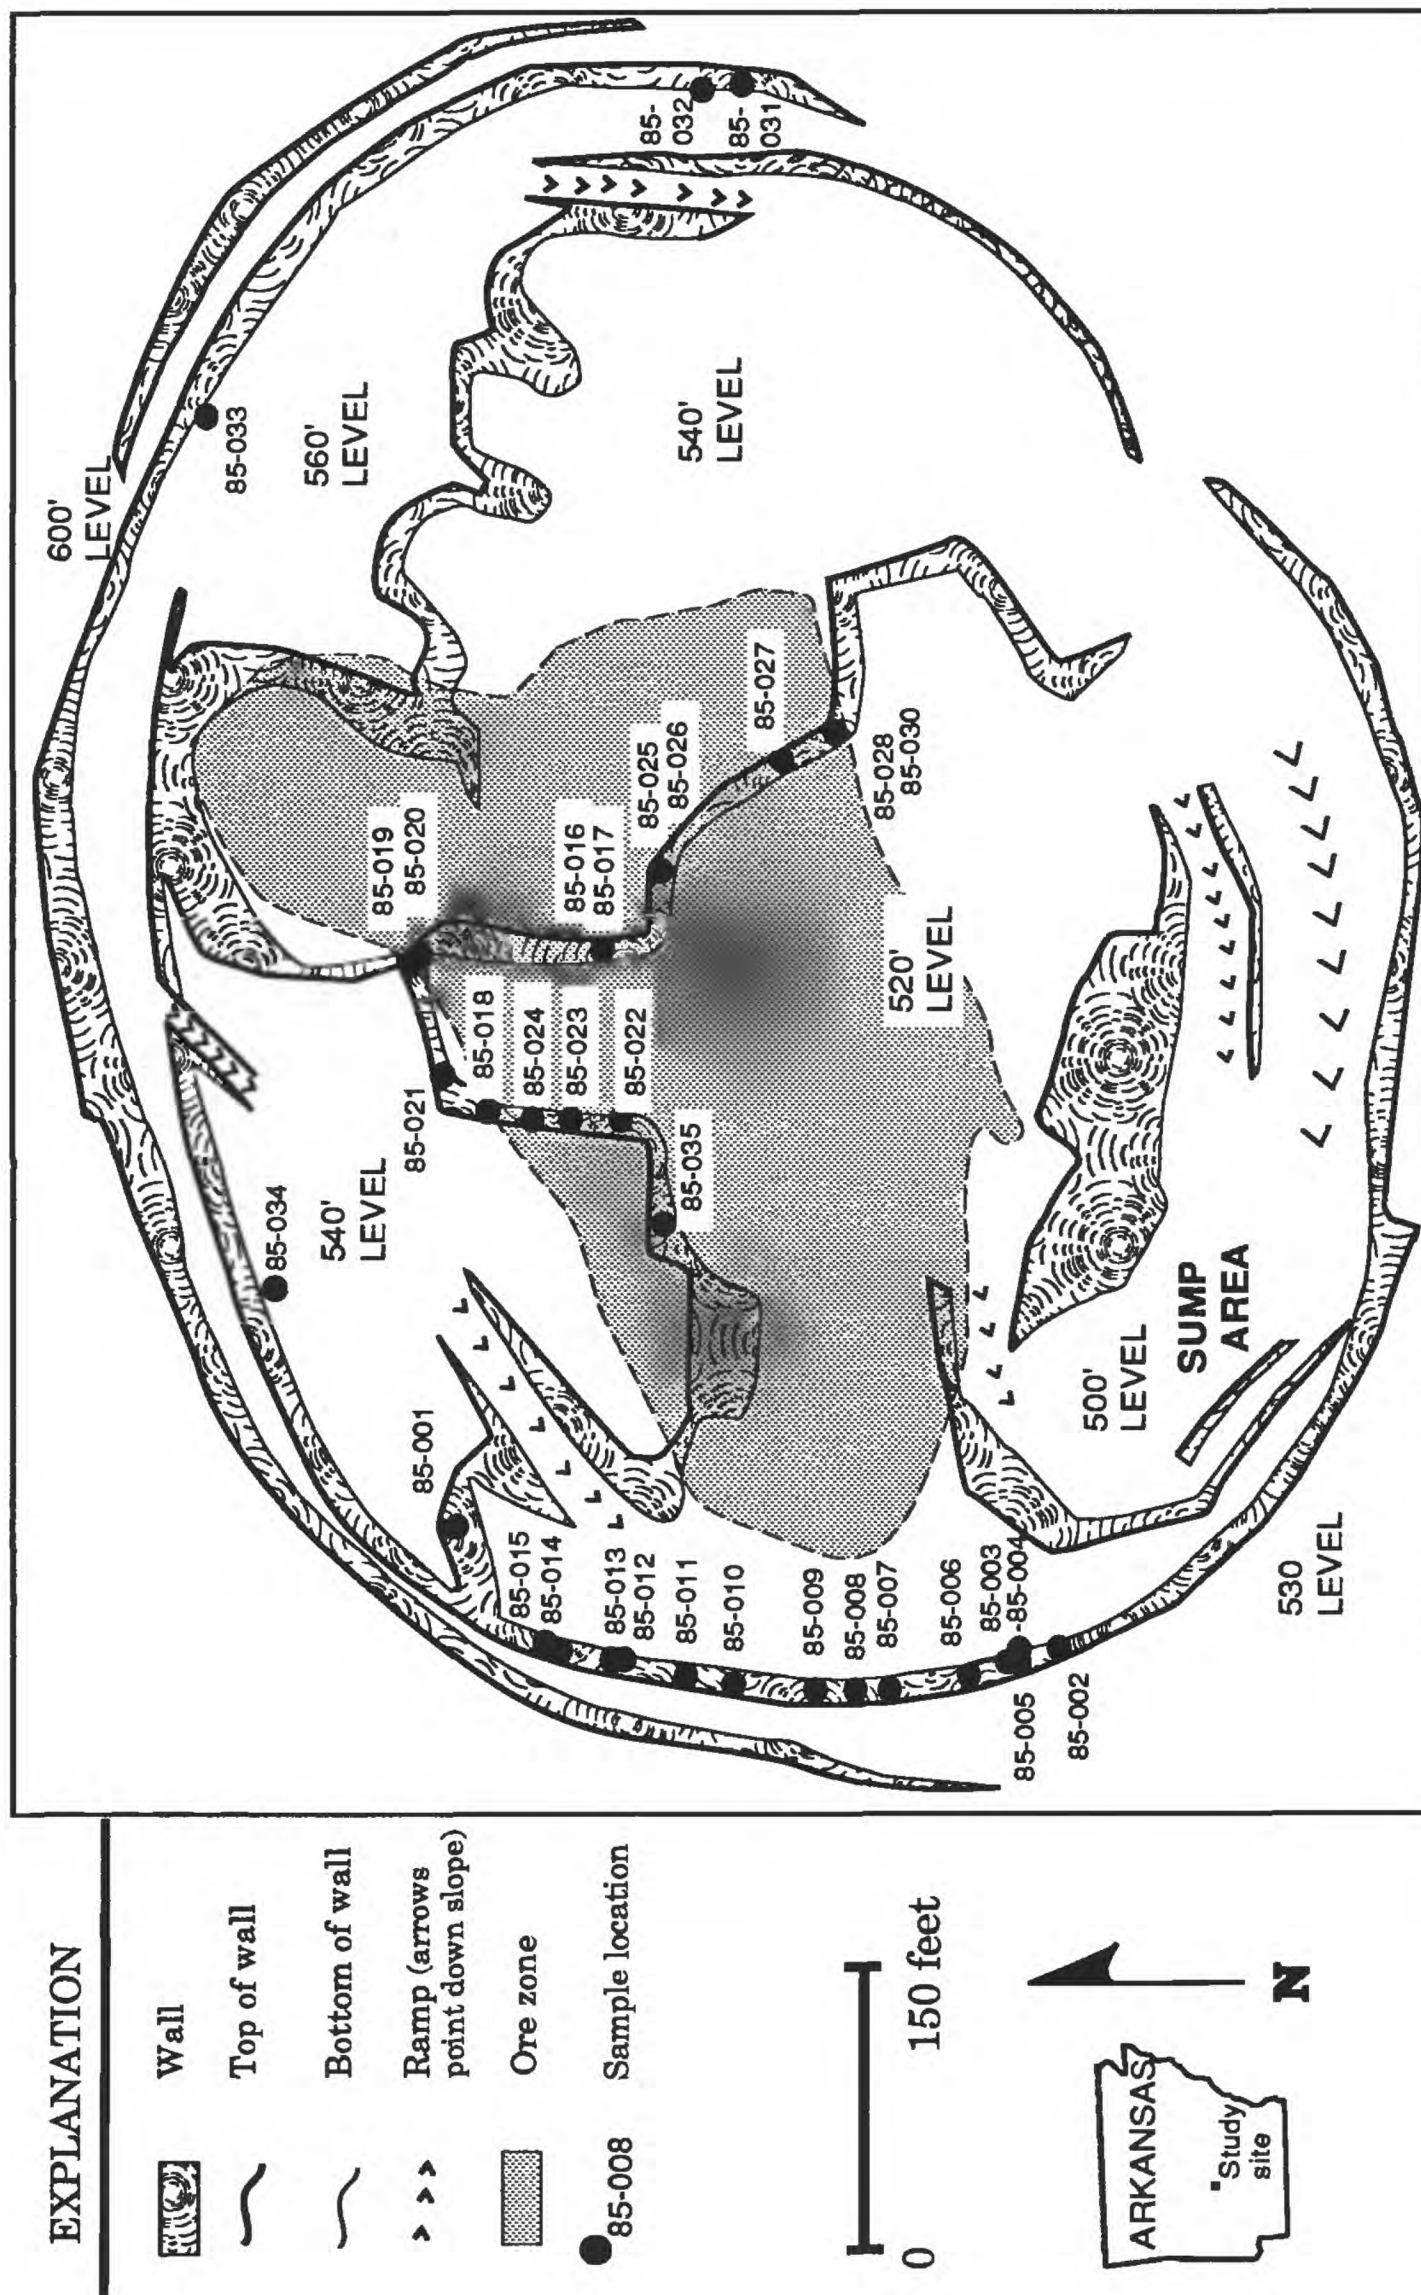 EXPLANATION
Wall
Top of wall
Bottom of wall
Ramp (arrows
point down slope)
Ore zone
85-008
Sample location
0
150 feet
ARKANSAS
Study
site
N
600'
LEVEL
85-033
560'
LEVEL
85-
032
85-
031
540'
LEVEL
85-019
85-020
85-016
85-017
85-025
85-026
85-027
85-028
85-030
520'
LEVEL
85-018
85-024
85-023
85-022
85-021
85-035
85-034
540'
LEVEL
85-001
85-015
85-014
85-013
85-012
85-011
85-010
85-009
85-008
85-007
85-006
85-003
-85-004
85-005
85-002
500'
LEVEL
SUMP
AREA
530
LEVEL